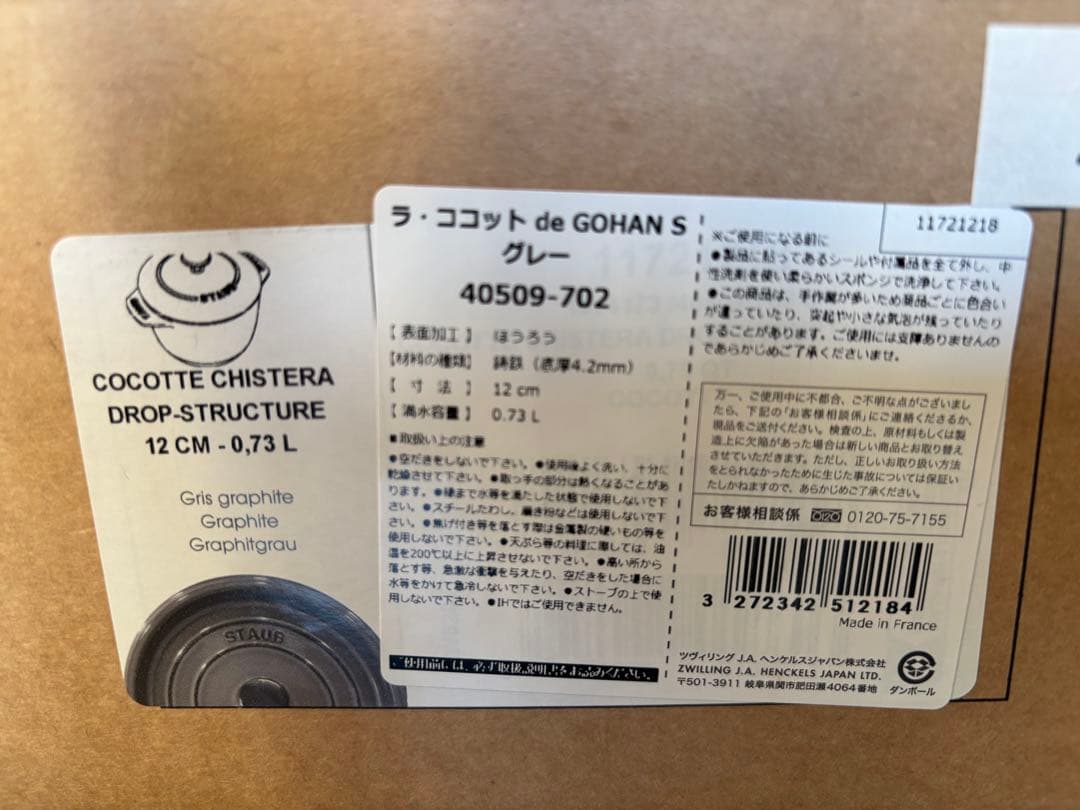 STAUB
COCOTTE CHISTERA
DROP-STRUCTURE
12 CM - 0,73 L
Gris graphite
Graphite
Graphitgrau
STAUB
ラ・ココット de GOHAN S
グレー
40509-702
【 表面加工 】 ほうろう
【材料の種類】 鋳鉄（底厚4.2mm）
【 寸 法 】 12 cm
【 満水容量 】 0.73 L
■取扱い上の注意
●空だきをしないで下さい。●使用後よく洗い、十分に
乾燥させて下さい。●取っ手の部分は熱くなることがあ
ります。●縁まで水等を満たした状態で使用しないで下
さい。●スチールたわし、磨き粉などは使用しないで下
さい。●焦げ付き等を落とす際は金属製の硬いもの等を
使用しないで下さい。●天ぷら等の料理に際しては、油
温を200℃以上に上昇させないで下さい。●高い所から
落とす等、急激な衝撃を与えたり、空だきをした場合に
水等をかけて急冷しないで下さい。●ストーブの上で使
用しないで下さい。●IHではご使用できません。
ご使用前には、必ず取扱説明書をお読みください。
11721218
※ご使用になる前に
●製品に貼ってあるシールや付属品を全て外し、中
性洗剤を使い柔らかいスポンジで洗浄して下さい。
●この商品は、手作業が多いため商品ごとに色合い
が違っていたり、突起や小さな気泡が残っていたり
することがあります。ご使用には支障ありませんの
であらかじめご了承くださいませ。
万一、ご使用中に不都合、ご不明な点がございまし
たら、下記の「お客様相談係」にご連絡くださるか、
現品をご送付ください。検査の上、原材料もしくは製
造上に欠陥があった場合は新しい商品とお取り替え
させていただきます。ただし、正しいお取り扱い方法
をとられなかったために生じた事故については保証い
たしかねますので、あらかじめご了承ください。
お客様相談係 0120-75-7155
3 272342 512184
Made in France
ツヴィリング J.A. ヘンケルスジャパン株式会社
ZWILLING J.A. HENCKELS JAPAN LTD.
〒501-3911 岐阜県関市肥田瀬4064番地
ダンボール